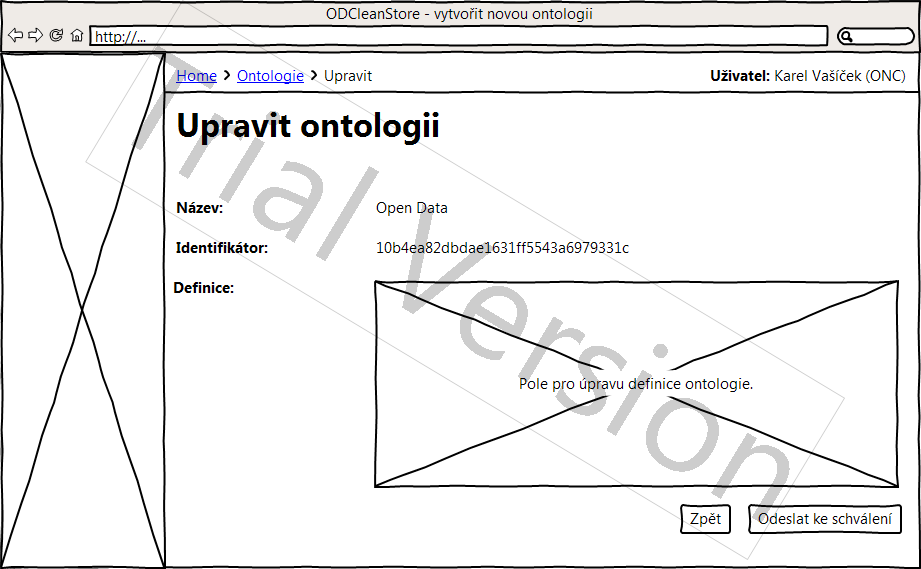 ODCleanStore - vytvořit novou ontologii
http://...
Home > Ontologie > Upravit
Uživatel: Karel Vašíček (ONC)
Upravit ontologii
Název: Open Data
Identifikátor: 10b4ea82dbdae1631ff5543a6979331c
Definice:
Pole pro úpravu definice ontologie.
Zpět Odeslat ke schválení
Trial Version